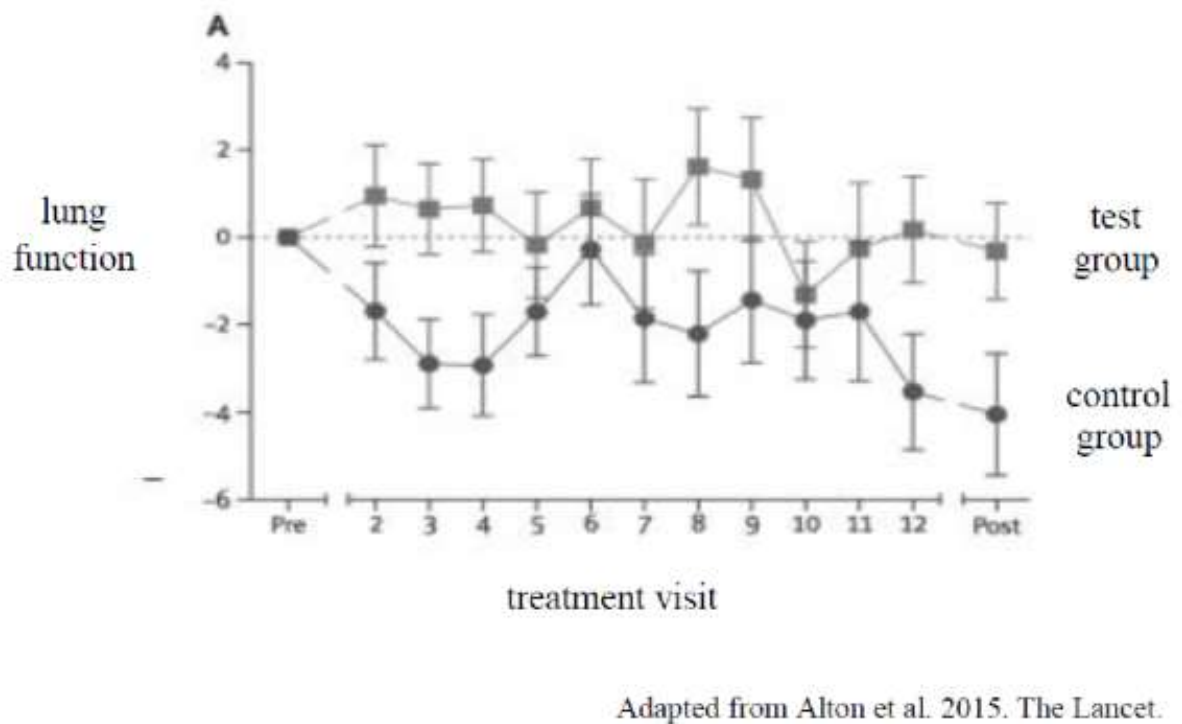 A
4
2
0
-2
-4
-6
lung
function
test
group
control
group
Pre 2 3 4 5 6 7 8 9 10 11 12 Post
treatment visit
Adapted from Alton et al. 2015. The Lancet.